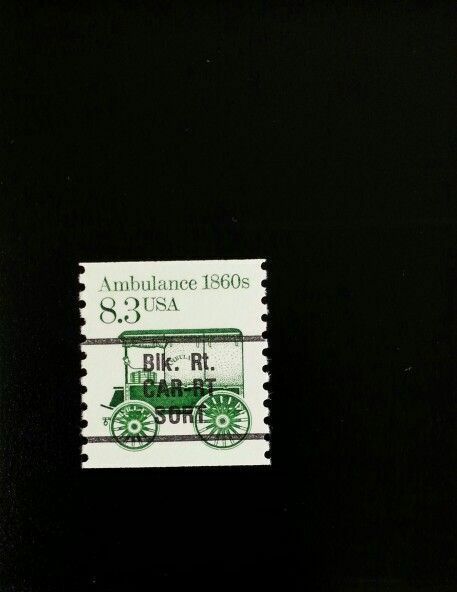 Ambulance 1860s
8.3 USA
Blk. Rt.
CAR-RT
SORT